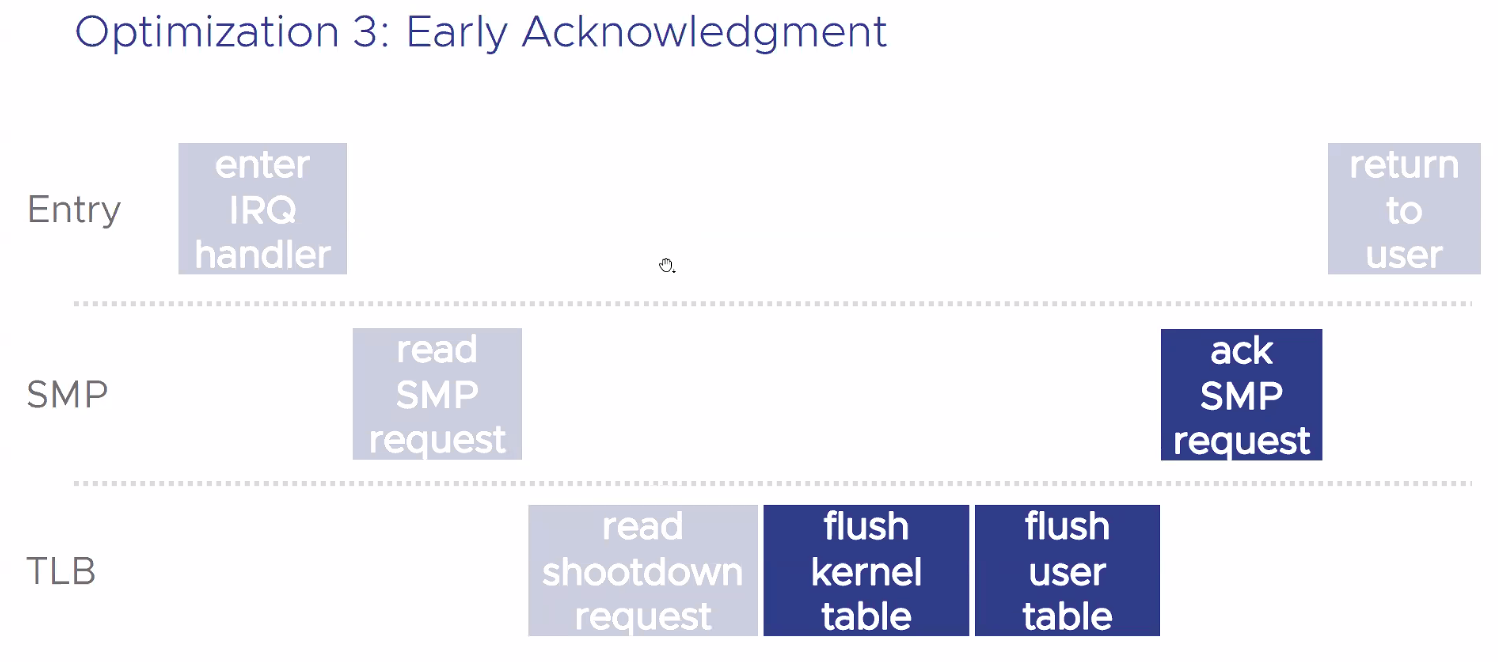 Optimization 3: Early Acknowledgment
Entry
enter
IRQ
handler
return
to
user
SMP
read
SMP
request
ack
SMP
request
TLB
read
shootdown
request
flush
kernel
table
flush
user
table